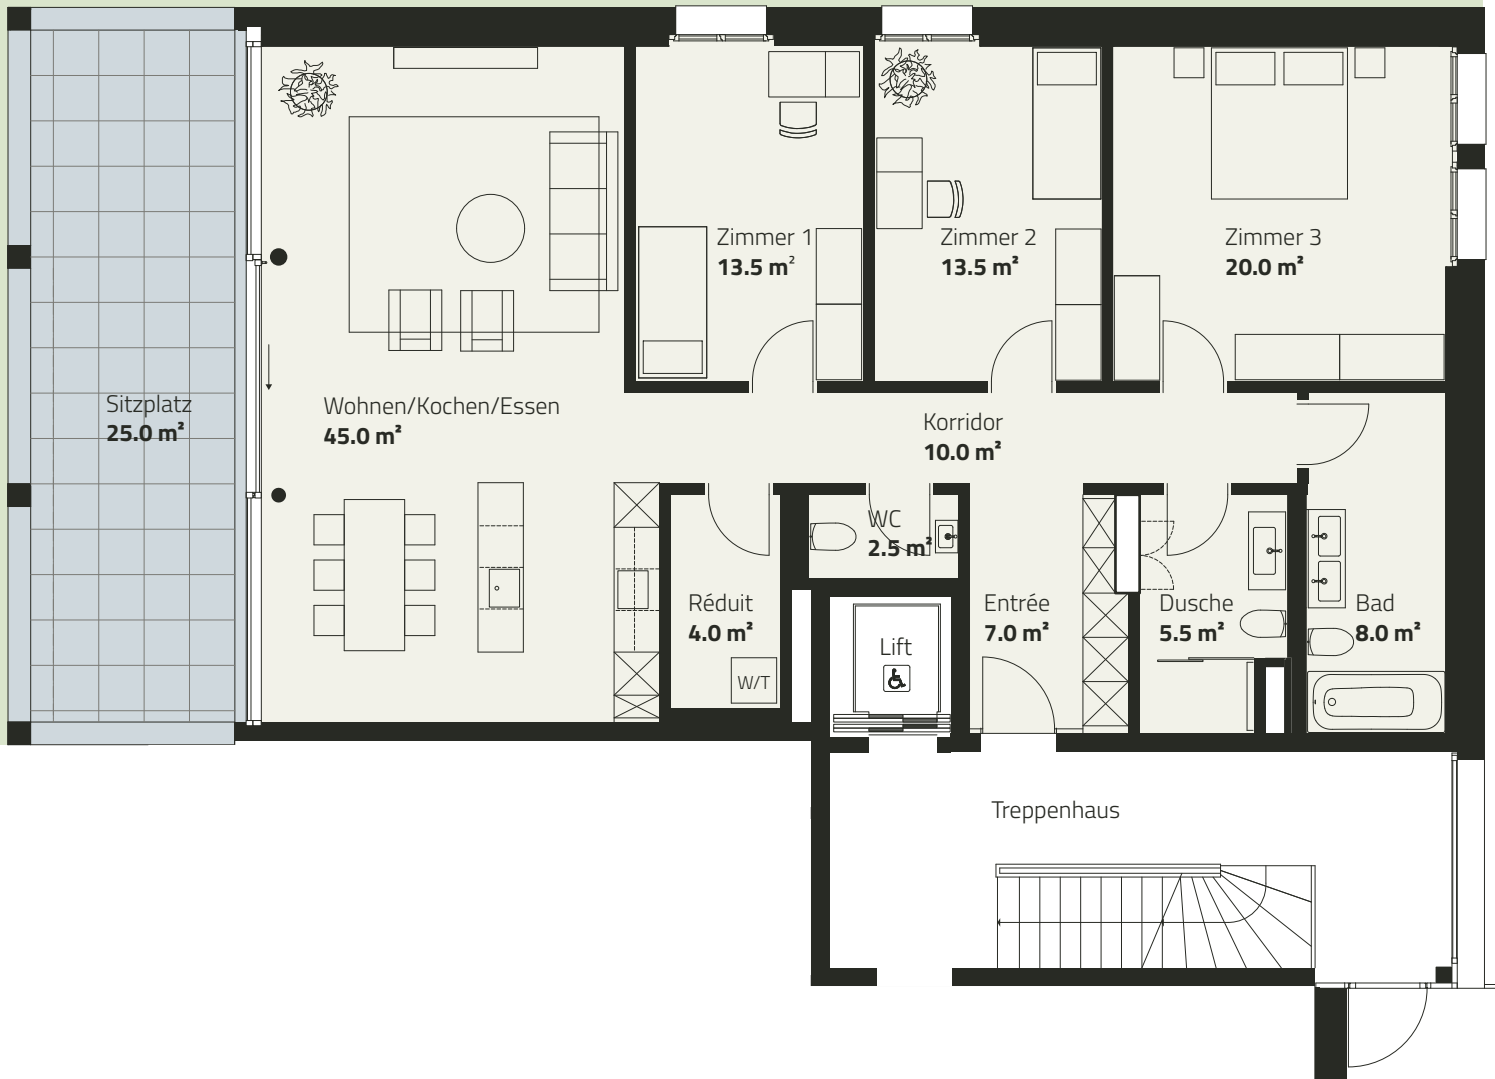 Zimmer 1
13.5 m²
Zimmer 2
13.5 m²
Zimmer 3
20.0 m²
Sitzplatz
25.0 m²
Wohnen/Kochen/Essen
45.0 m²
Korridor
10.0 m²
WC
2.5 m²
Réduit
4.0 m²
W/T
Lift
Entrée
7.0 m²
Dusche
5.5 m²
Bad
8.0 m²
Treppenhaus